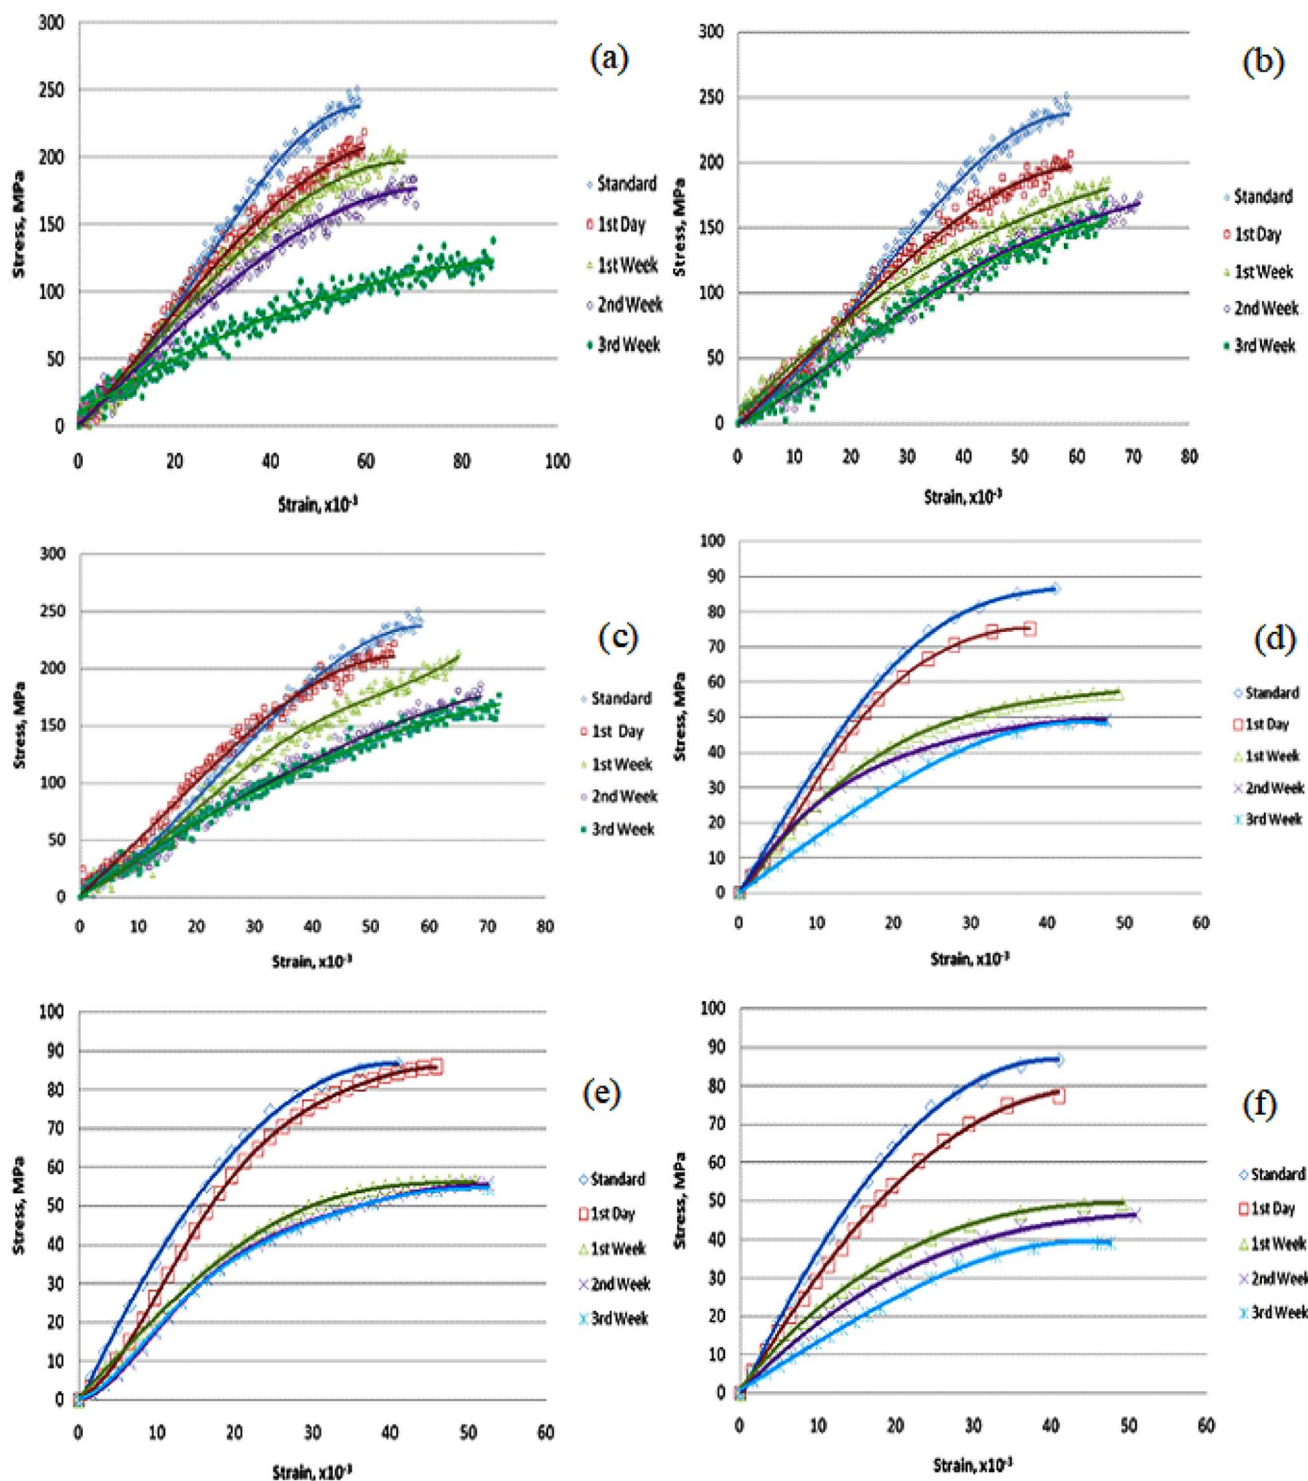 (a)
300
250
200
150
100
50
0
0 20 40 60 80 100
Stress, MPa
Strain, x10-3
Standard
1st Day
1st Week
2nd Week
3rd Week
(b)
300
250
200
150
100
50
0
0 10 20 30 40 50 60 70 80
Stress, MPa
Strain, x10-3
Standard
1st Day
1st Week
2nd Week
3rd Week
(c)
300
250
200
150
100
50
0
0 10 20 30 40 50 60 70 80
Stress, MPa
Strain, x10-3
Standard
1st Day
1st Week
2nd Week
3rd Week
(d)
100
90
80
70
60
50
40
30
20
10
0
0 10 20 30 40 50 60
Stress, MPa
Strain, x10-3
Standard
1st Day
1st Week
2nd Week
3rd Week
(e)
100
90
80
70
60
50
40
30
20
10
0
0 10 20 30 40 50 60
Stress, MPa
Strain, x10-3
Standard
1st Day
1st Week
2nd Week
3rd Week
(f)
100
90
80
70
60
50
40
30
20
10
0
0 10 20 30 40 50 60
Stress, MPa
Strain, x10-3
Standard
1st Day
1st Week
2nd Week
3rd Week